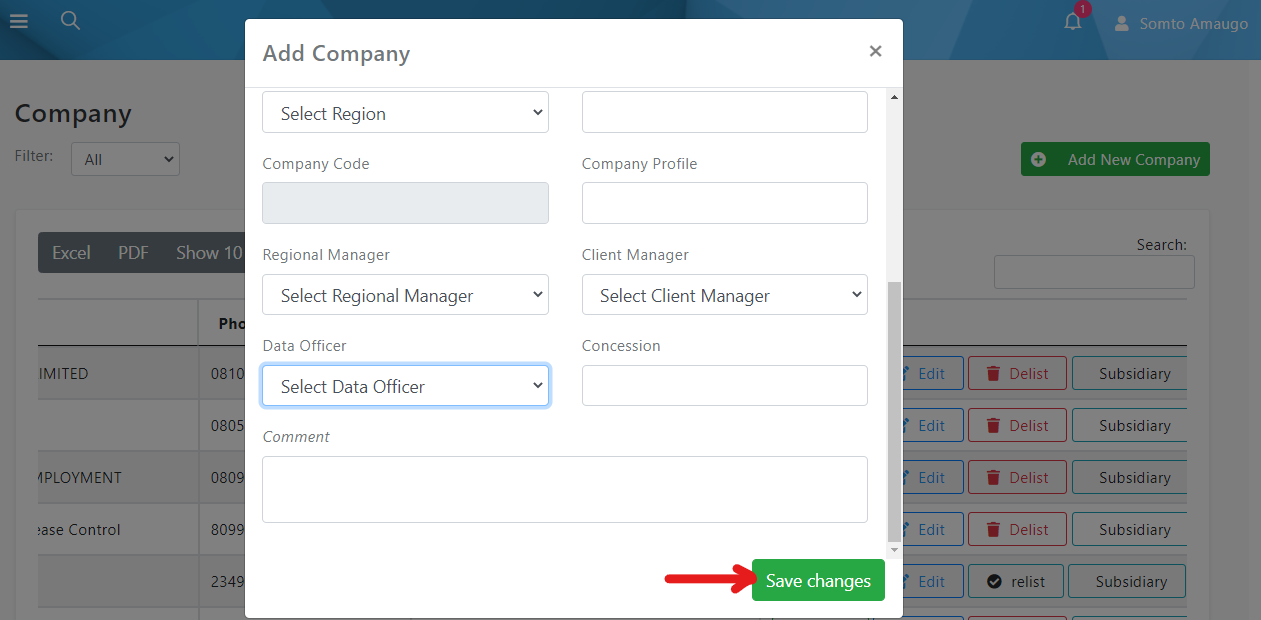 1
Somto Amaugo
Add Company
×
Company
Filter:
All
Add New Company
Select Region
Company Code
Company Profile
Excel
PDF
Show 10
Search:
Regional Manager
Client Manager
Select Regional Manager
Select Client Manager
Pho
Data Officer
Concession
IMITED
0810
Select Data Officer
Edit
Delist
Subsidiary
0805
Edit
Delist
Subsidiary
Comment
MPLOYMENT
0809
Edit
Delist
Subsidiary
ease Control
8099
Edit
Delist
Subsidiary
2349
Save changes
Edit
relist
Subsidiary